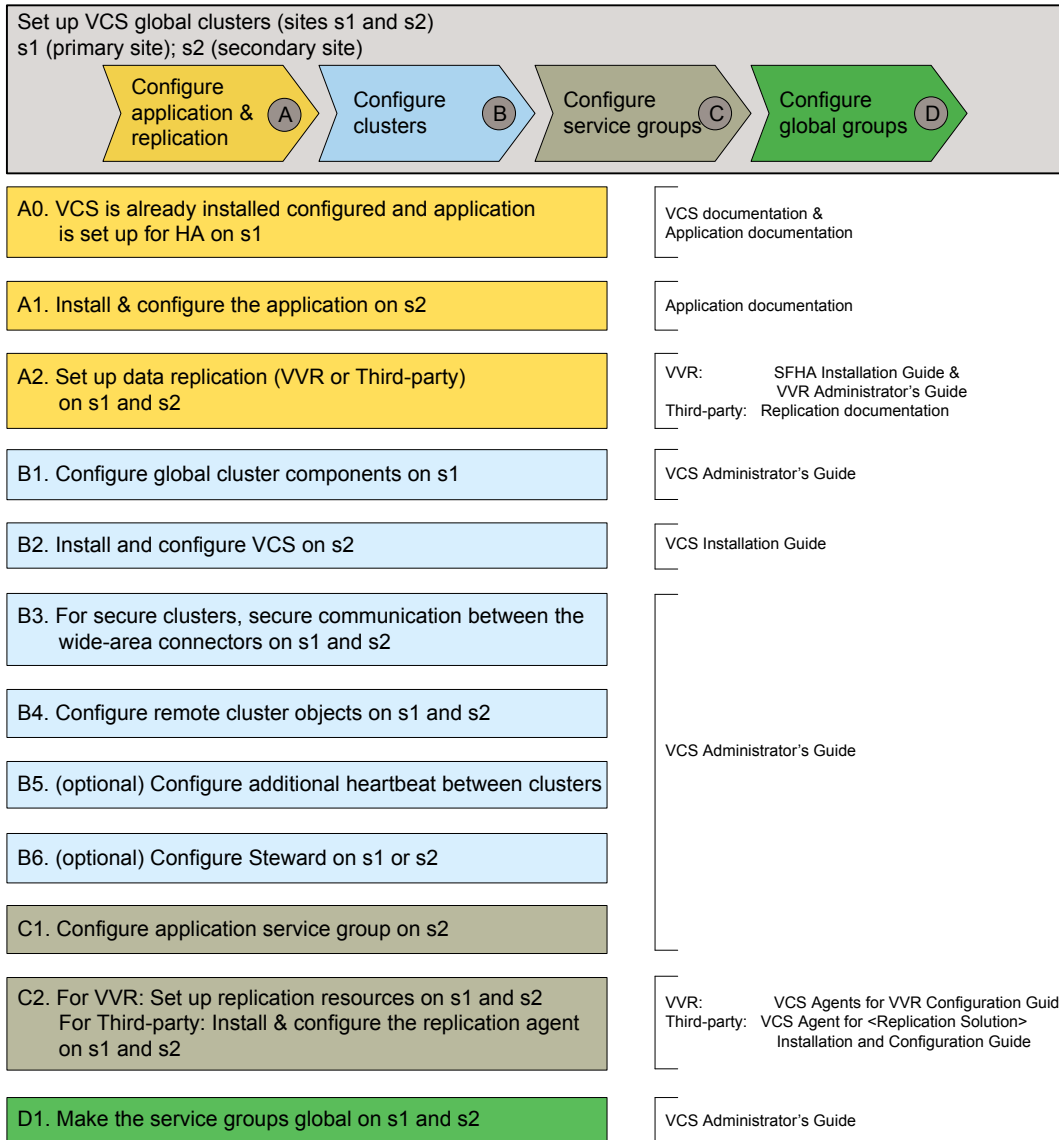 Set up VCS global clusters (sites s1 and s2)
s1 (primary site); s2 (secondary site)
Configure
application &
replication
A
Configure
clusters
B
Configure
service groups
C
Configure
global groups
D
A0. VCS is already installed configured and application
is set up for HA on s1
VCS documentation &
Application documentation
A1. Install & configure the application on s2
Application documentation
A2. Set up data replication (VVR or Third-party)
on s1 and s2
VVR: SFHA Installation Guide &
VVR Administrator’s Guide
Third-party: Replication documentation
B1. Configure global cluster components on s1
VCS Administrator’s Guide
B2. Install and configure VCS on s2
VCS Installation Guide
B3. For secure clusters, secure communication between the
wide-area connectors on s1 and s2
B4. Configure remote cluster objects on s1 and s2
B5. (optional) Configure additional heartbeat between clusters
B6. (optional) Configure Steward on s1 or s2
C1. Configure application service group on s2
VCS Administrator’s Guide
C2. For VVR: Set up replication resources on s1 and s2
For Third-party: Install & configure the replication agent
on s1 and s2
VVR: VCS Agents for VVR Configuration Guid
Third-party: VCS Agent for <Replication Solution>
Installation and Configuration Guide
D1. Make the service groups global on s1 and s2
VCS Administrator’s Guide